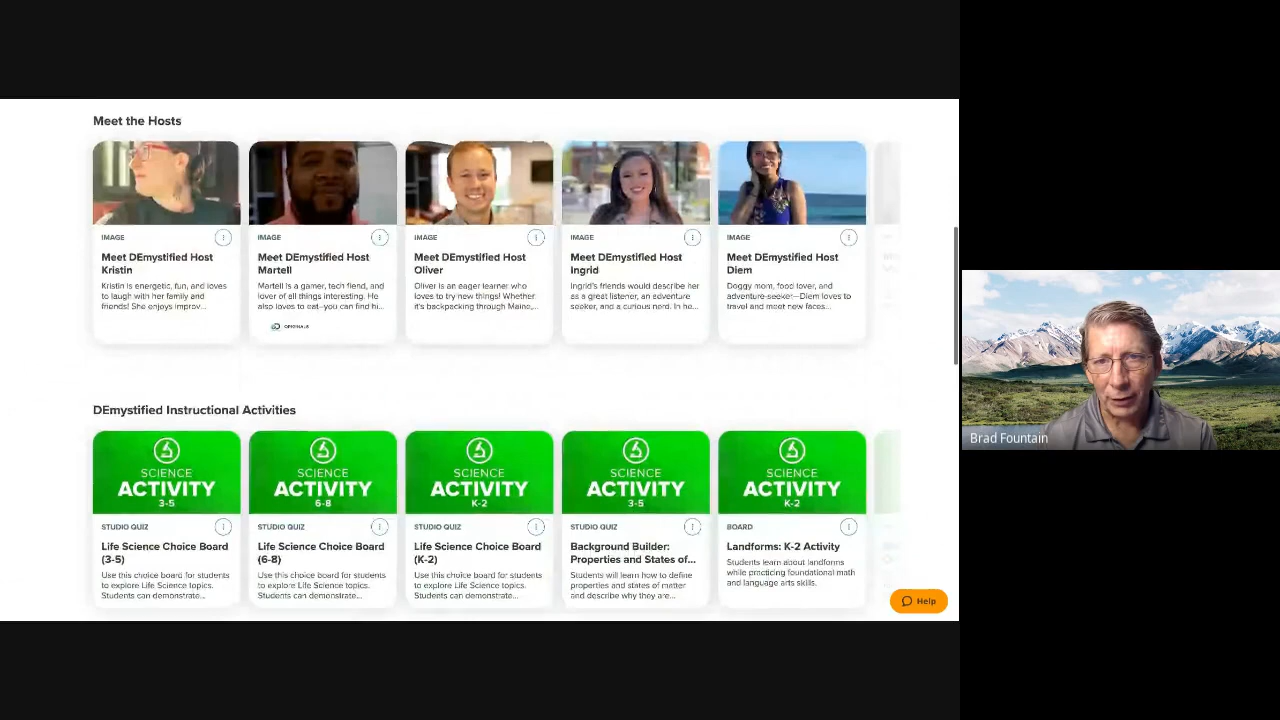 Meet the Hosts
IMAGE
Meet DEmystified Host
Kristin
Kristin is energetic, fun, and loves
to laugh with her family and
friends! She enjoys improv...
IMAGE
Meet DEmystified Host
Martell
Martell is a gamer, tech fiend, and
lover of all things interesting. He
also loves to eat–you can find hi...
ORIGINALS
IMAGE
Meet DEmystified Host
Oliver
Oliver is an eager learner who
loves to try new things! Whether
it's backpacking through Maine,...
IMAGE
Meet DEmystified Host
Ingrid
Ingrid's friends would describe her
as a great listener, an adventure
seeker, and a curious nerd. In he...
IMAGE
Meet DEmystified Host
Diem
Doggy mom, food lover, and
adventure-seeker—Diem loves to
travel and meet new faces...
DEmystified Instructional Activities
SCIENCE
ACTIVITY
3-5
STUDIO QUIZ
Life Science Choice Board
(3-5)
Use this choice board for students
to explore Life Science topics.
Students can demonstrate...
SCIENCE
ACTIVITY
6-8
STUDIO QUIZ
Life Science Choice Board
(6-8)
Use this choice board for students
to explore Life Science topics.
Students can demonstrate...
SCIENCE
ACTIVITY
K-2
STUDIO QUIZ
Life Science Choice Board
(K-2)
Use this choice board for students
to explore Life Science topics.
Students can demonstrate...
SCIENCE
ACTIVITY
3-5
STUDIO QUIZ
Background Builder:
Properties and States of...
Students will learn how to define
properties and states of matter
and describe why they are...
SCIENCE
ACTIVITY
K-2
BOARD
Landforms: K-2 Activity
Students learn about landforms
while practicing foundational math
and language arts skills.
Help
Brad Fountain